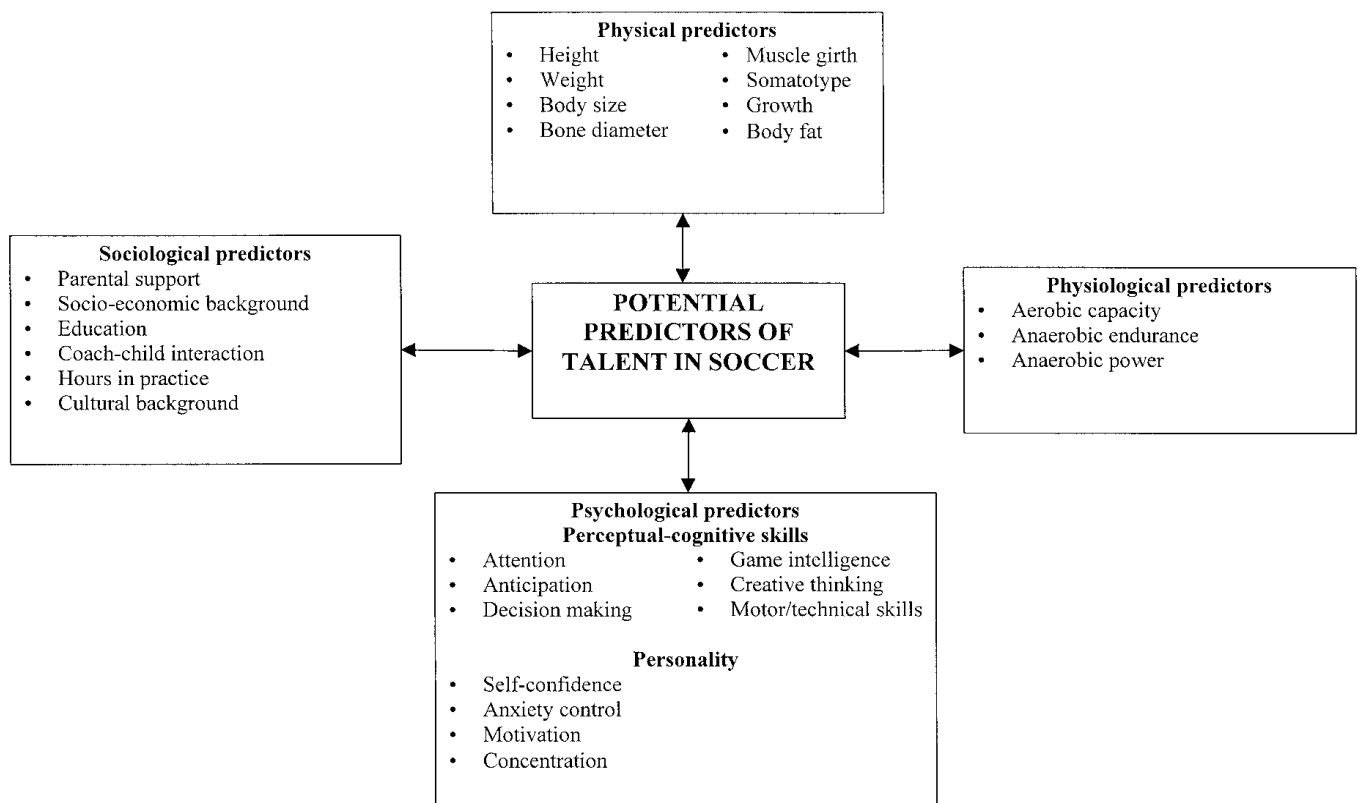 Physical predictors
• Height
• Weight
• Body size
• Bone diameter
• Muscle girth
• Somatotype
• Growth
• Body fat
Sociological predictors
• Parental support
• Socio-economic background
• Education
• Coach-child interaction
• Hours in practice
• Cultural background
POTENTIAL
PREDICTORS OF
TALENT IN SOCCER
Physiological predictors
• Aerobic capacity
• Anaerobic endurance
• Anaerobic power
Psychological predictors
Perceptual-cognitive skills
• Attention
• Anticipation
• Decision making
• Game intelligence
• Creative thinking
• Motor/technical skills
Personality
• Self-confidence
• Anxiety control
• Motivation
• Concentration